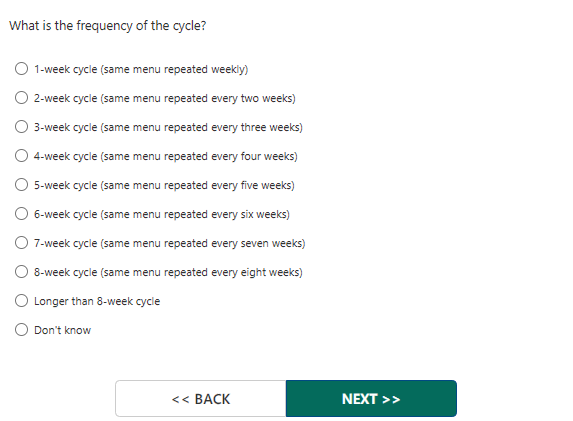 What is the frequency of the cycle?
1-week cycle (same menu repeated weekly)
2-week cycle (same menu repeated every two weeks)
3-week cycle (same menu repeated every three weeks)
4-week cycle (same menu repeated every four weeks)
5-week cycle (same menu repeated every five weeks)
6-week cycle (same menu repeated every six weeks)
7-week cycle (same menu repeated every seven weeks)
8-week cycle (same menu repeated every eight weeks)
Longer than 8-week cycle
Don't know
<< BACK NEXT >>